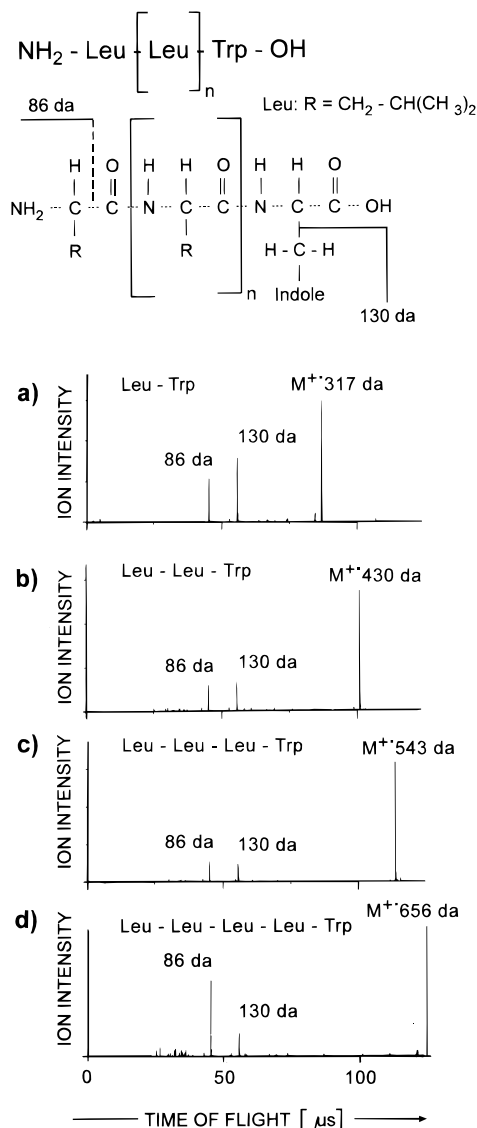 NH2 - Leu - [ Leu ]n - Trp - OH
86 da
Leu: R = CH2 - CH(CH3)2
H O H H O H H O
NH2 ··· C ··· C ··· N ··· C ··· C ··· N ··· C ··· C ··· OH
R R H - C - H
n
Indole
130 da
a)
Leu - Trp
M+· 317 da
130 da
86 da
ION INTENSITY
b)
Leu - Leu - Trp
M+· 430 da
86 da
130 da
ION INTENSITY
c)
Leu - Leu - Leu - Trp
M+· 543 da
86 da
130 da
ION INTENSITY
d)
Leu - Leu - Leu - Leu - Trp
M+· 656 da
86 da
130 da
ION INTENSITY
0 50 100
TIME OF FLIGHT [ µs ]